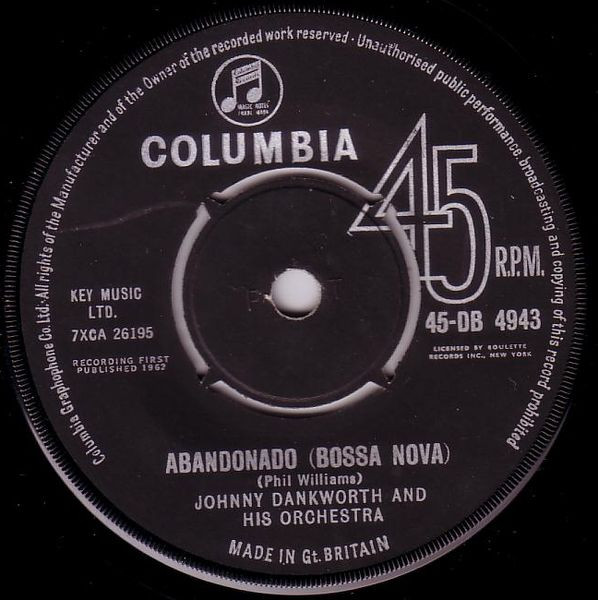 Columbia Graphophone Co. Ltd. · All rights of the Manufacturer and of the Owner of the recorded work reserved · Unauthorised public performance, broadcasting and copying of this record prohibited
COLUMBIA
45
R.P.M.
KEY MUSIC
LTD.
7XCA 26195
RECORDING FIRST
PUBLISHED 1962
45-DB 4943
LICENSED BY ROULETTE
RECORDS INC., NEW YORK
ABANDONADO (BOSSA NOVA)
(Phil Williams)
JOHNNY DANKWORTH AND
HIS ORCHESTRA
MADE IN Gt. BRITAIN